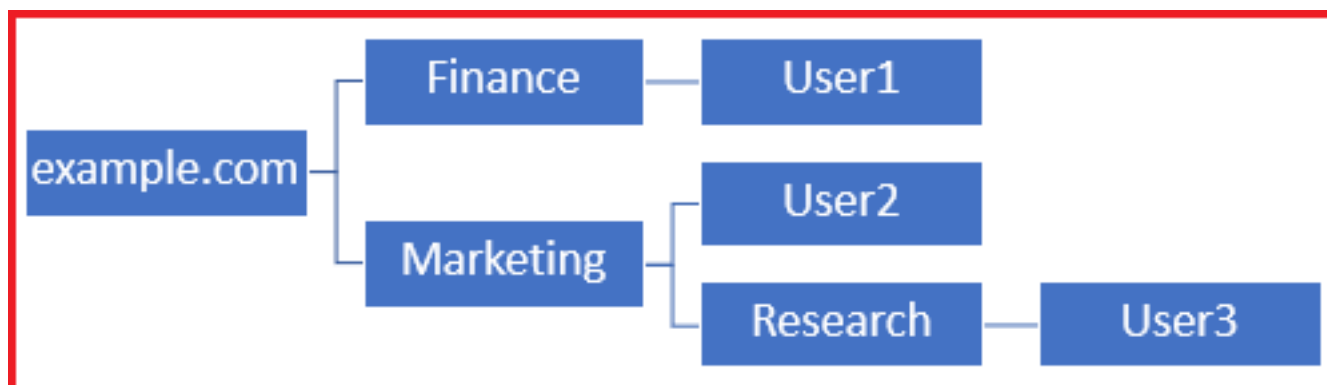 example.com
Finance
User1
Marketing
User2
Research
User3